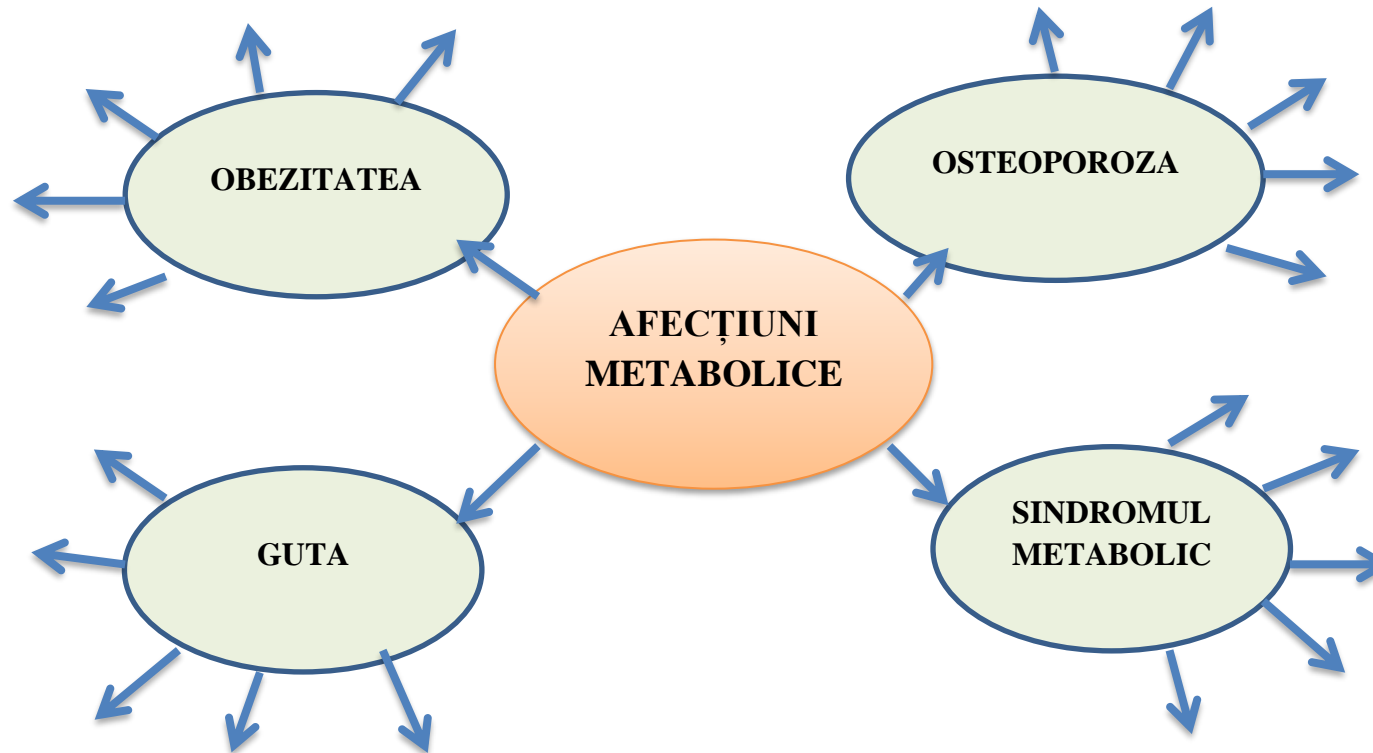 OBEZITATEA
OSTEOPOROZA
AFECȚIUNI
METABOLICE
GUTA
SINDROMUL
METABOLIC